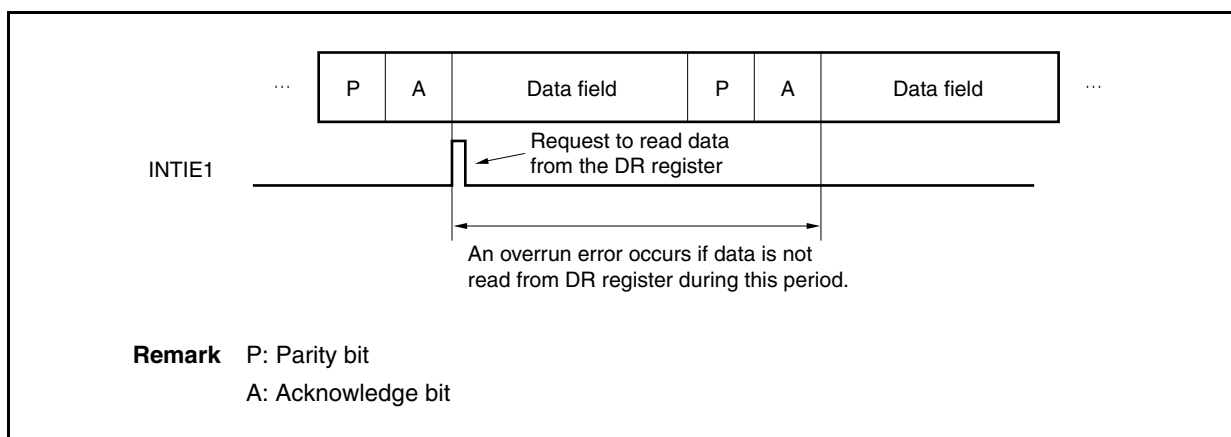 ... P A Data field P A Data field ...
Request to read data
from the DR register
INTIE1
An overrun error occurs if data is not
read from DR register during this period.
Remark P: Parity bit
A: Acknowledge bit